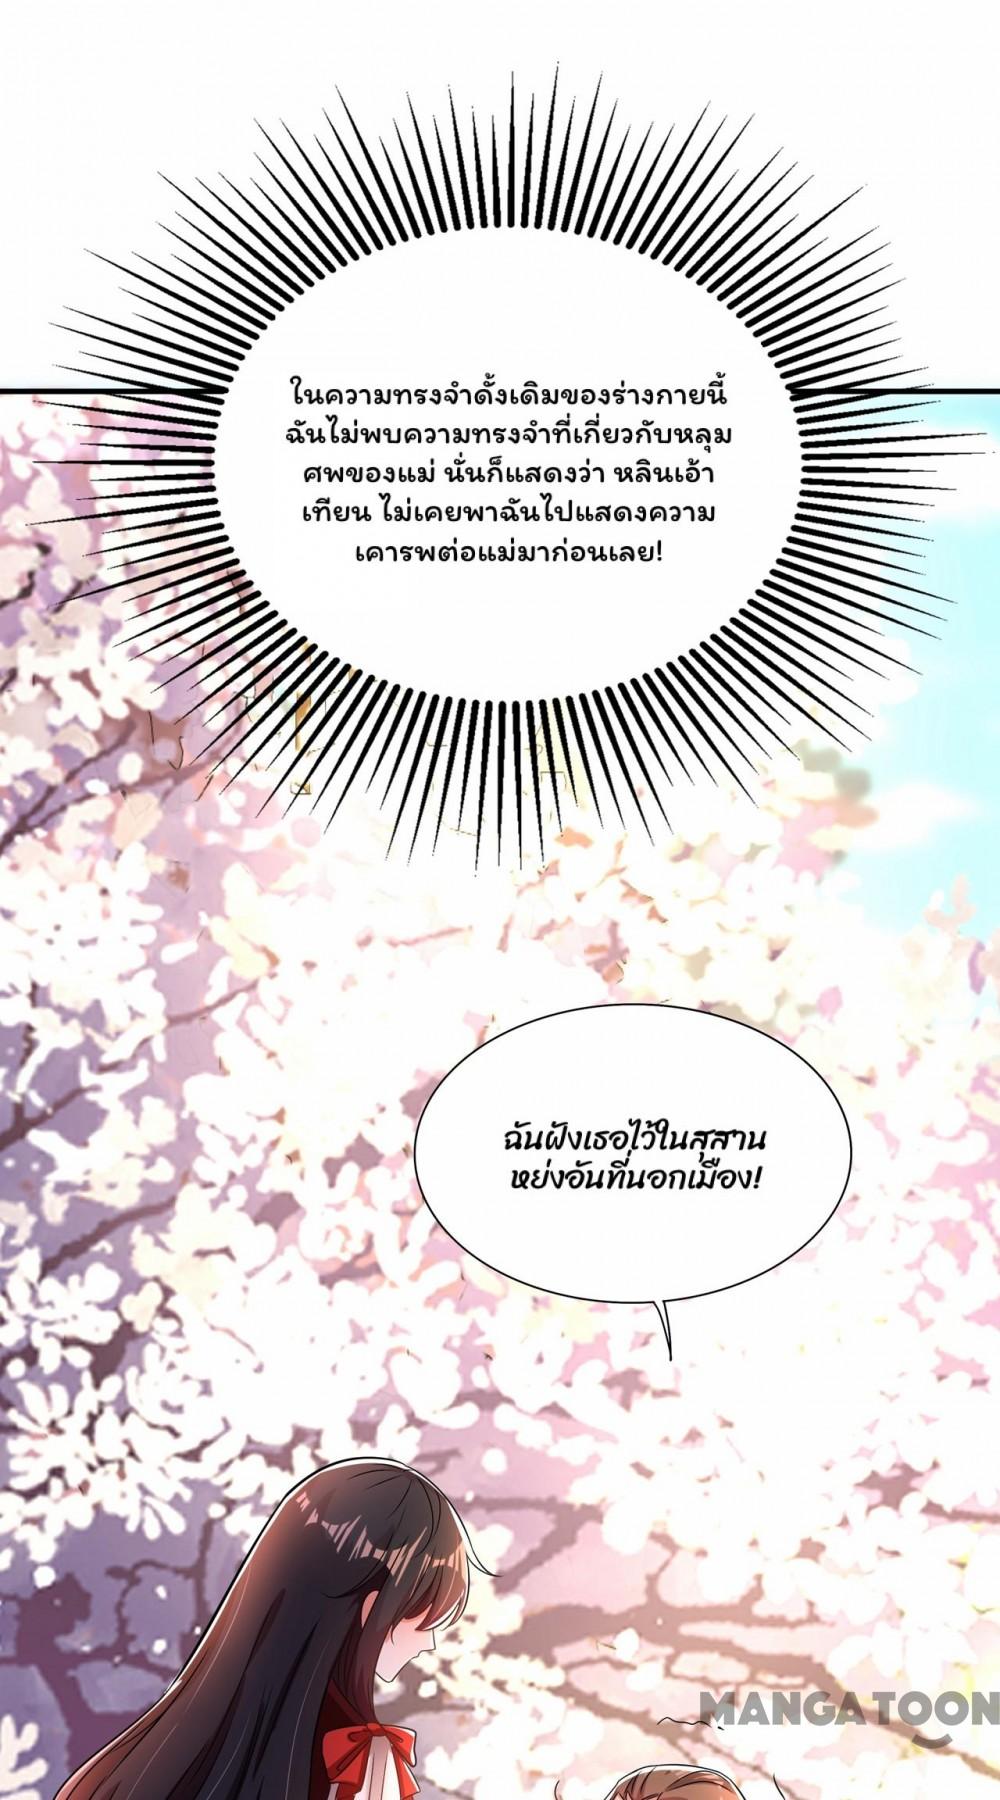 ในความทรงจำดั้งเดิมของร่างกายนี้
ฉันไม่พบความทรงจำที่เกี่ยวกับหลุม
ศพของแม่ นั่นก็แสดงว่า หลินเอ้า
เทียน ไม่เคยพาฉันไปแสดงความ
เคารพต่อแม่มาก่อนเลย!
ฉันฝังเธอไว้ในสุสาน
หย่งอันที่นอกเมือง!
MANGATOON